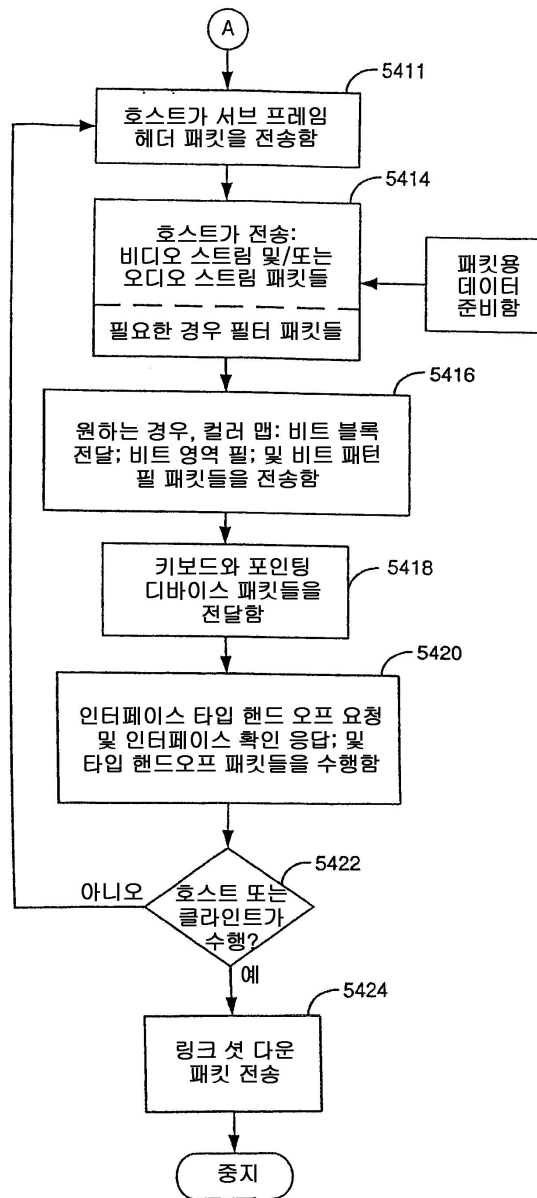 A
5411
호스트가 서브 프레임
헤더 패킷을 전송함
5414
호스트가 전송:
비디오 스트림 및/또는
오디오 스트림 패킷들
필요한 경우 필터 패킷들
패킷용
데이터
준비함
5416
원하는 경우, 컬러 맵: 비트 블록
전달; 비트 영역 필; 및 비트 패턴
필 패킷들을 전송함
키보드와 포인팅
디바이스 패킷들을
전달함
5418
5420
인터페이스 타입 핸드 오프 요청
및 인터페이스 확인 응답; 및
타입 핸드오프 패킷들을 수행함
5422
아니오
호스트 또는
클라인트가
수행?
예
5424
링크 셧 다운
패킷 전송
중지